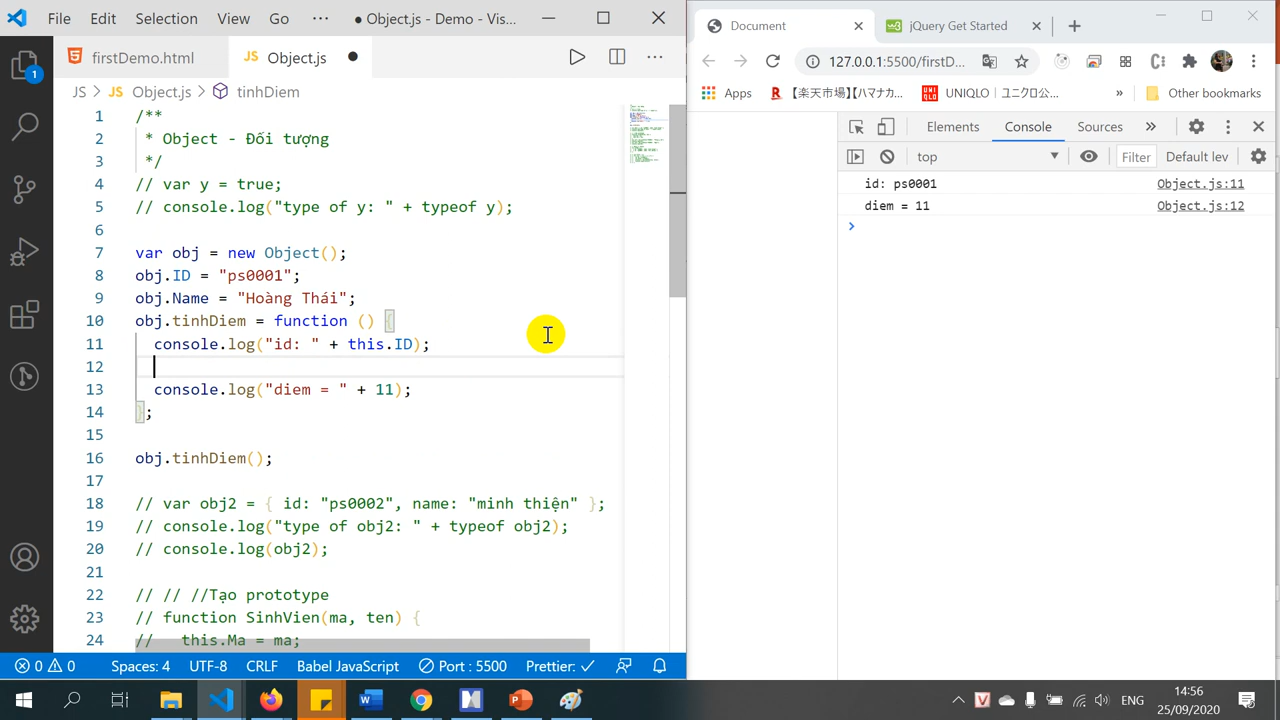 File Edit Selection View Go ··· ● Object.js - Demo - Vis...
firstDemo.html JS Object.js ●
JS > JS Object.js > tinhDiem
1 /**
2 * Object - Đối tượng
3 */
4 // var y = true;
5 // console.log("type of y: " + typeof y);
6
7 var obj = new Object();
8 obj.ID = "ps0001";
9 obj.Name = "Hoàng Thái";
10 obj.tinhDiem = function () {
11 console.log("id: " + this.ID);
12
13 console.log("diem = " + 11);
14 };
15
16 obj.tinhDiem();
17
18 // var obj2 = { id: "ps0002", name: "minh thiện" };
19 // console.log("type of obj2: " + typeof obj2);
20 // console.log(obj2);
21
22 // // //Tạo prototype
23 // function SinhVien(ma, ten) {
24 // this.Ma = ma;
1
0 0 Spaces: 4 UTF-8 CRLF Babel JavaScript Port : 5500 Prettier: ✓
Document jQuery Get Started
127.0.0.1:5500/firstD...
Apps 【楽天市場】【ハマナカ... UNIQLO｜ユニクロ公... » Other bookmarks
Elements Console Sources »
top Filter Default lev
id: ps0001 Object.js:11
diem = 11 Object.js:12
ENG
14:56
25/09/2020